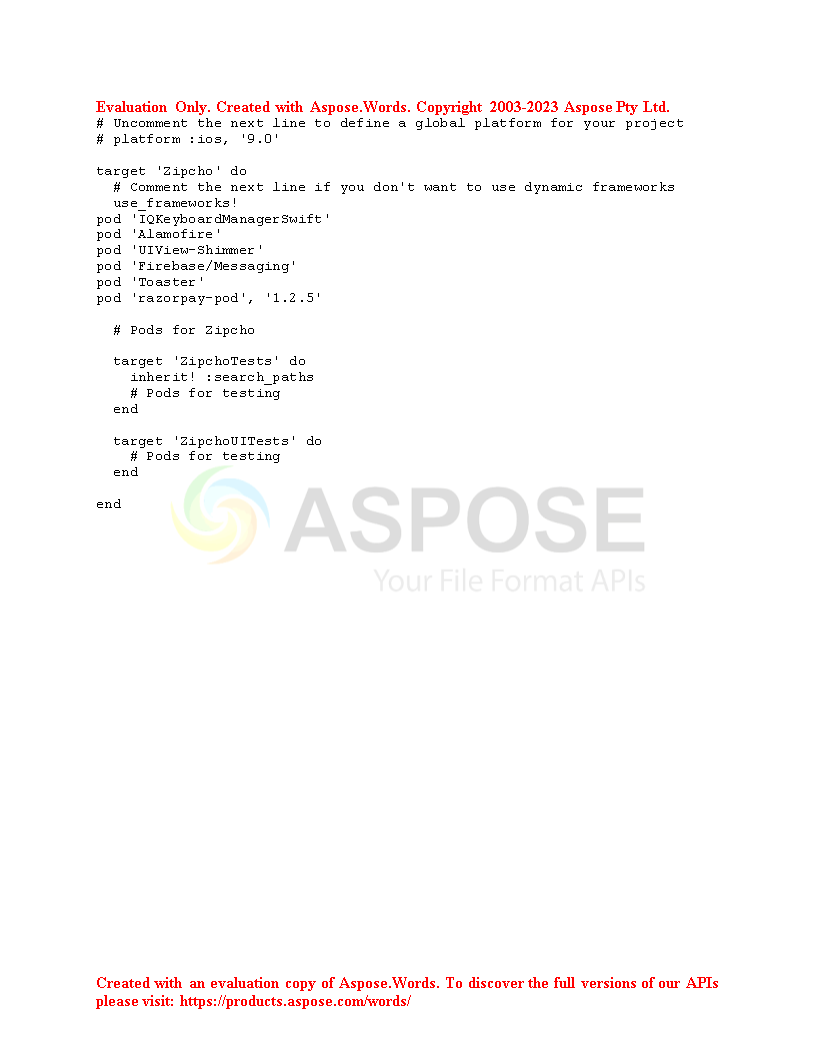 Evaluation Only. Created with Aspose.Words. Copyright 2003-2023 Aspose Pty Ltd.
# Uncomment the next line to define a global platform for your project
# platform :ios, '9.0'

target 'Zipcho' do
  # Comment the next line if you don't want to use dynamic frameworks
  use_frameworks!
pod 'IQKeyboardManagerSwift'
pod 'Alamofire'
pod 'UIView-Shimmer'
pod 'Firebase/Messaging'
pod 'Toaster'
pod 'razorpay-pod', '1.2.5'

  # Pods for Zipcho

  target 'ZipchoTests' do
    inherit! :search_paths
    # Pods for testing
  end

  target 'ZipchoUITests' do
    # Pods for testing
  end

end
ASPOSE
Your File Format APIs
Created with an evaluation copy of Aspose.Words. To discover the full versions of our APIs
please visit: https://products.aspose.com/words/